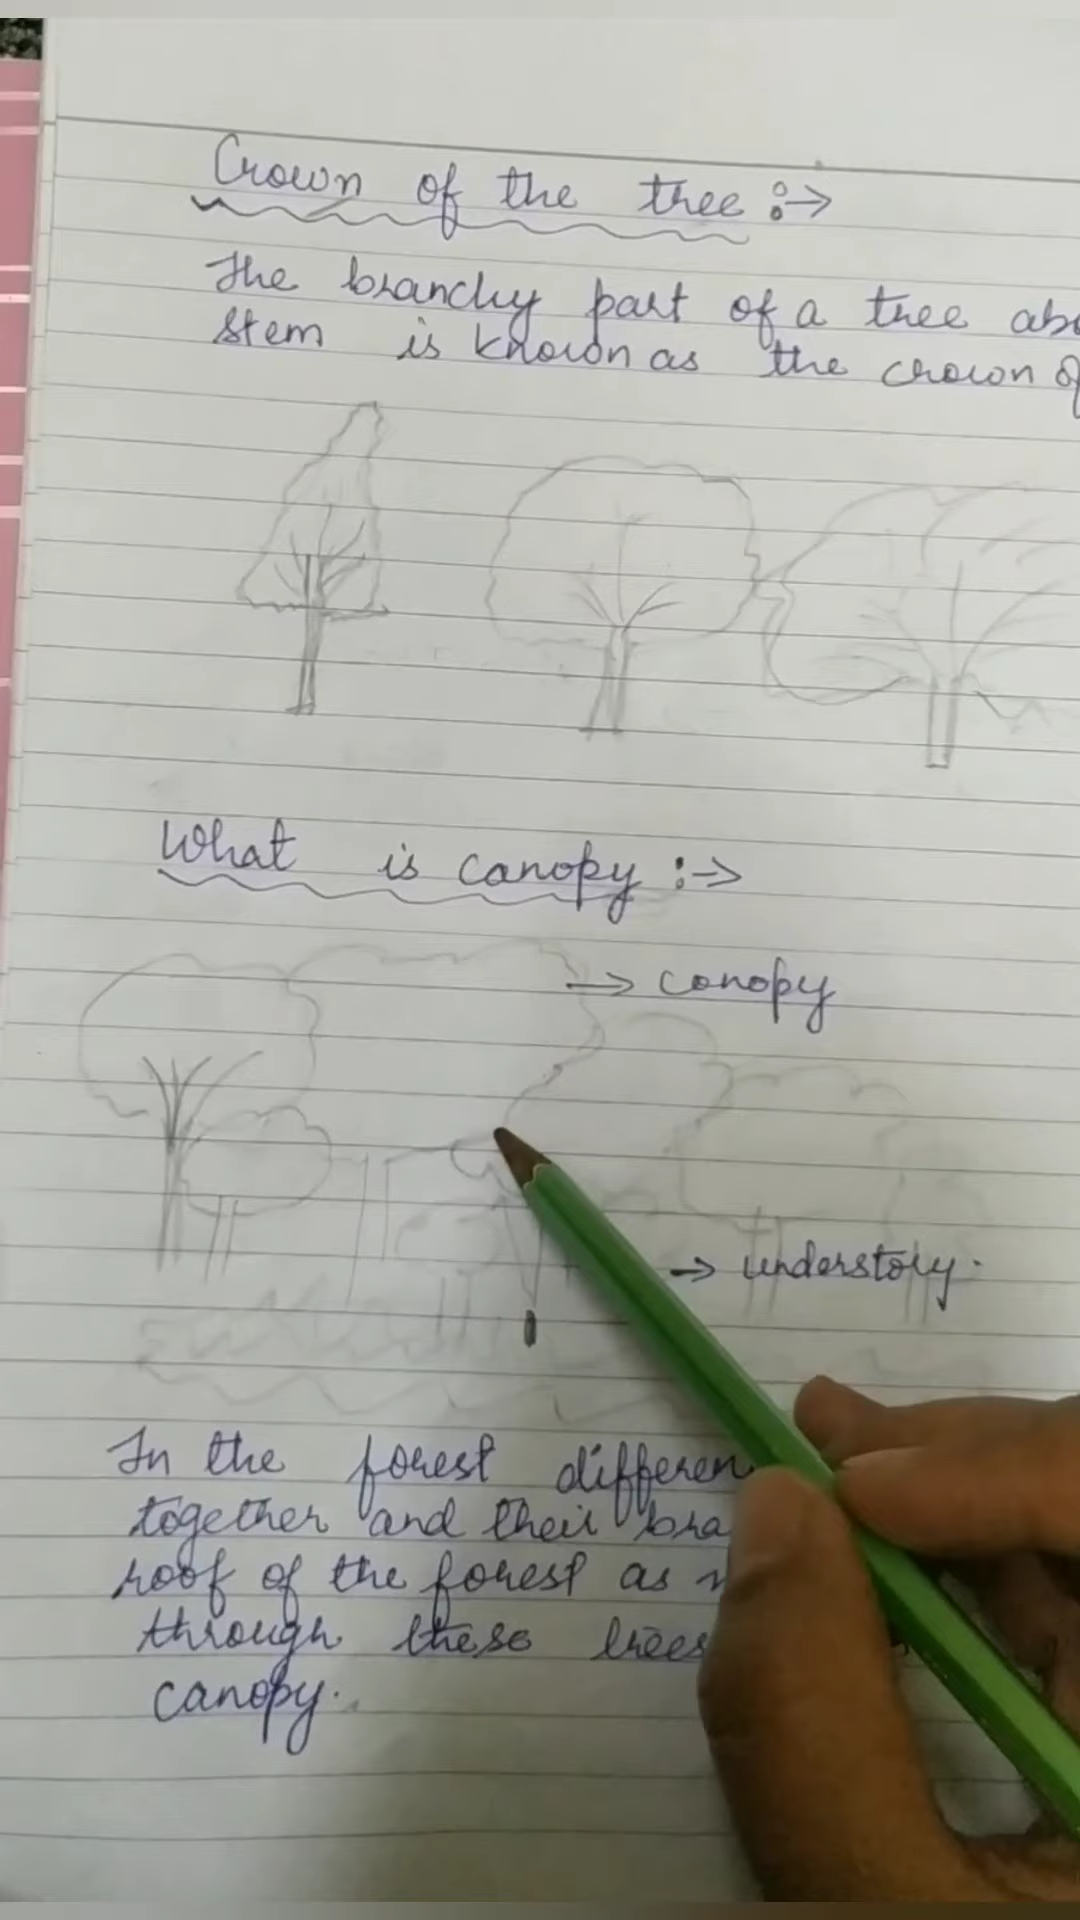 Crown of the tree :→
The branchy part of a tree
stem is known as the crown
What is canopy :→
→ canopy
→ understory.
In the forest
together and their
roof of the forest as
through these trees
canopy.